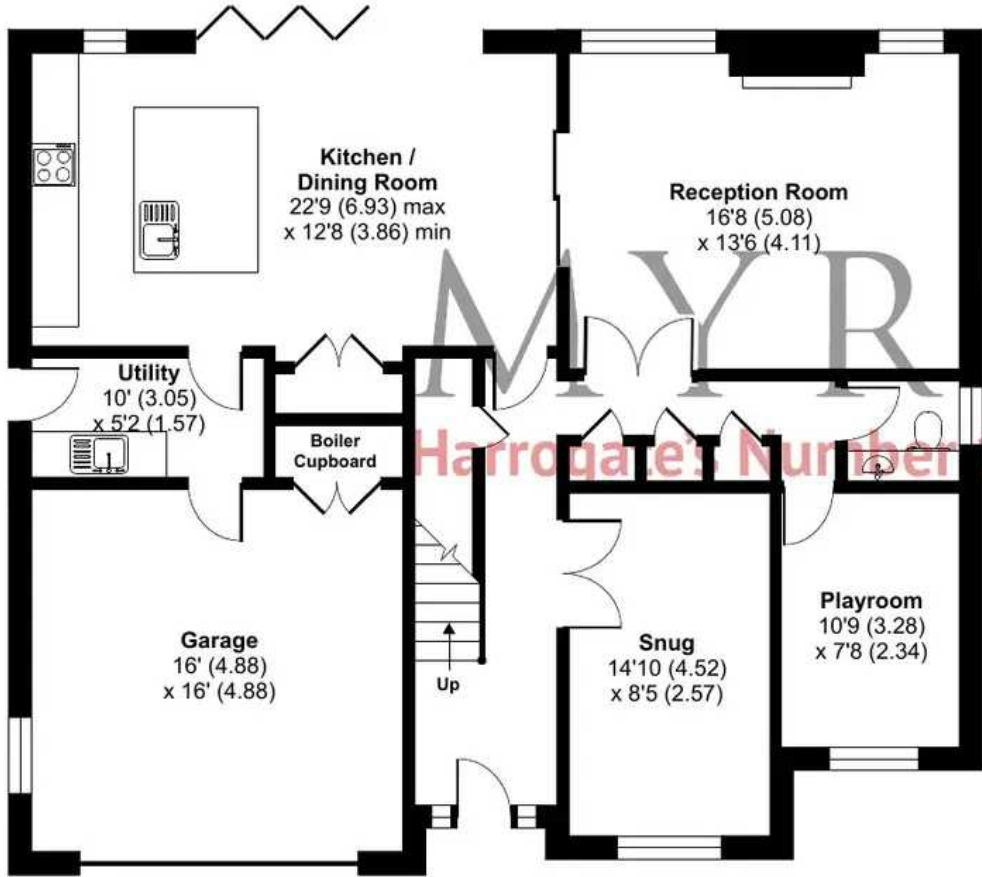 Kitchen /
Dining Room
22'9 (6.93) max
x 12'8 (3.86) min
Reception Room
16'8 (5.08)
x 13'6 (4.11)
MYR
Utility
10' (3.05)
x 5'2 (1.57)
Boiler
Cupboard
Harrogate's Number
Garage
16' (4.88)
x 16' (4.88)
Up
Snug
14'10 (4.52)
x 8'5 (2.57)
Playroom
10'9 (3.28)
x 7'8 (2.34)